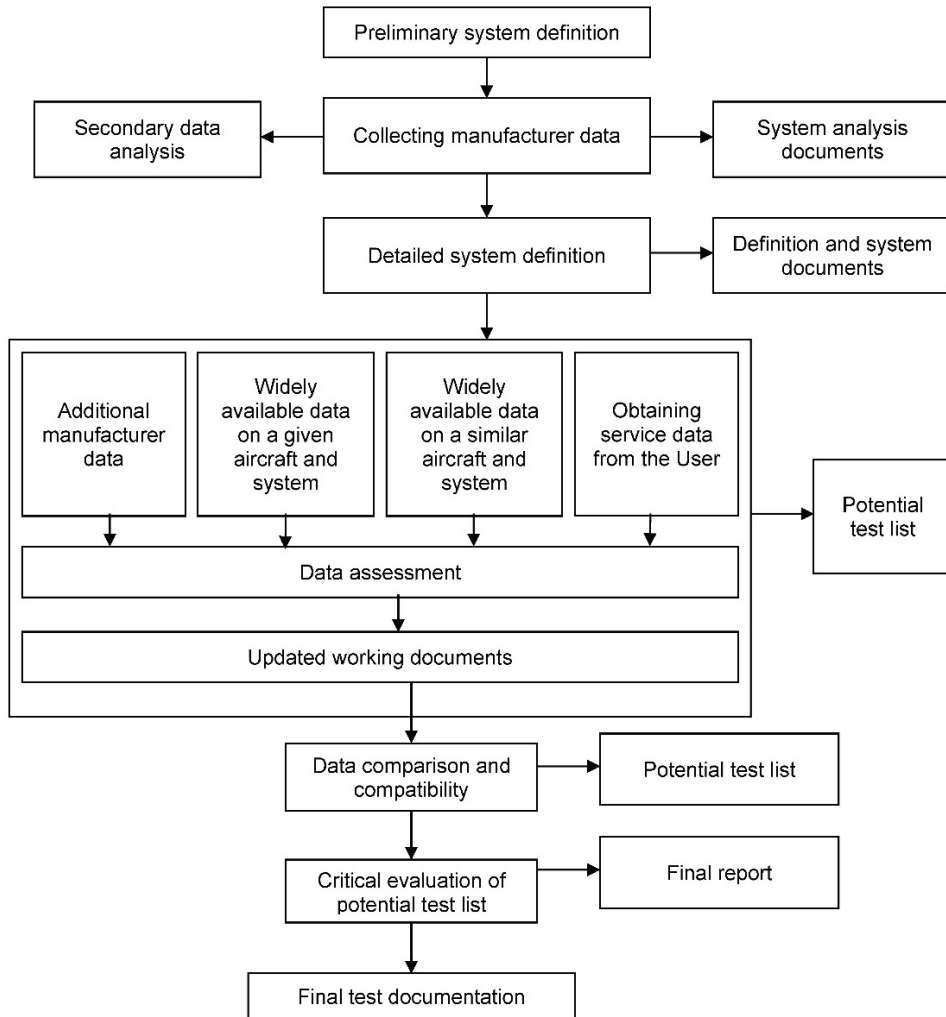 Preliminary system definition
Secondary data
analysis
Collecting manufacturer data
System analysis
documents
Detailed system definition
Definition and system
documents
Additional
manufacturer
data
Widely
available data
on a given
aircraft and
system
Widely
available data
on a similar
aircraft and
system
Obtaining
service data
from the User
Potential
test list
Data assessment
Updated working documents
Data comparison and
compatibility
Potential test list
Critical evaluation of
potential test list
Final report
Final test documentation